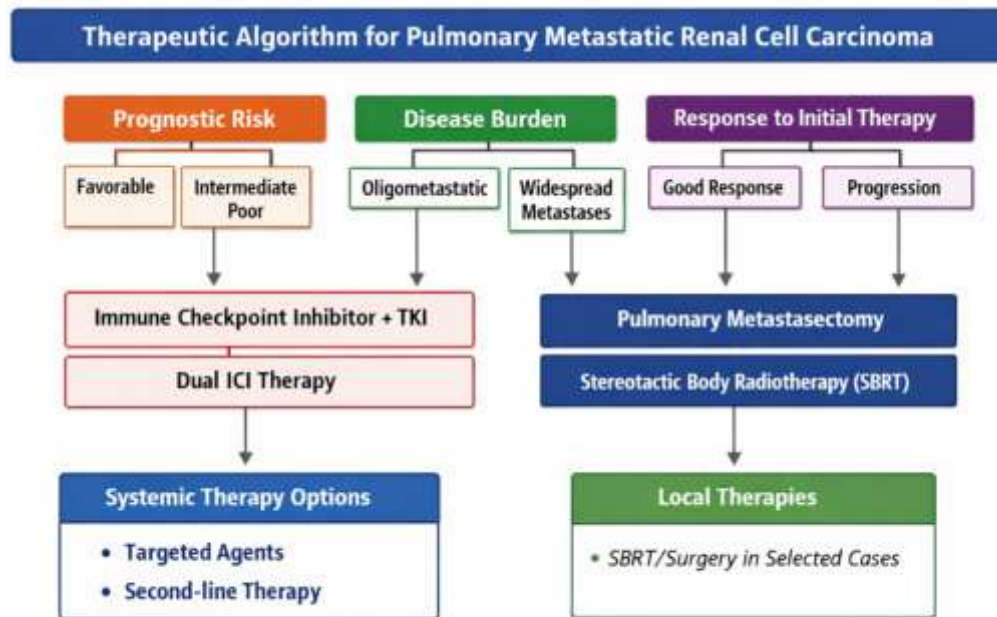 Therapeutic Algorithm for Pulmonary Metastatic Renal Cell Carcinoma
Prognostic Risk
Disease Burden
Response to Initial Therapy
Favorable
Intermediate
Poor
Oligometastatic
Widespread
Metastases
Good Response
Progression
Immune Checkpoint Inhibitor + TKI
Dual ICI Therapy
Pulmonary Metastasectomy
Stereotactic Body Radiotherapy (SBRT)
Systemic Therapy Options
• Targeted Agents
• Second-line Therapy
Local Therapies
• SBRT/Surgery in Selected Cases